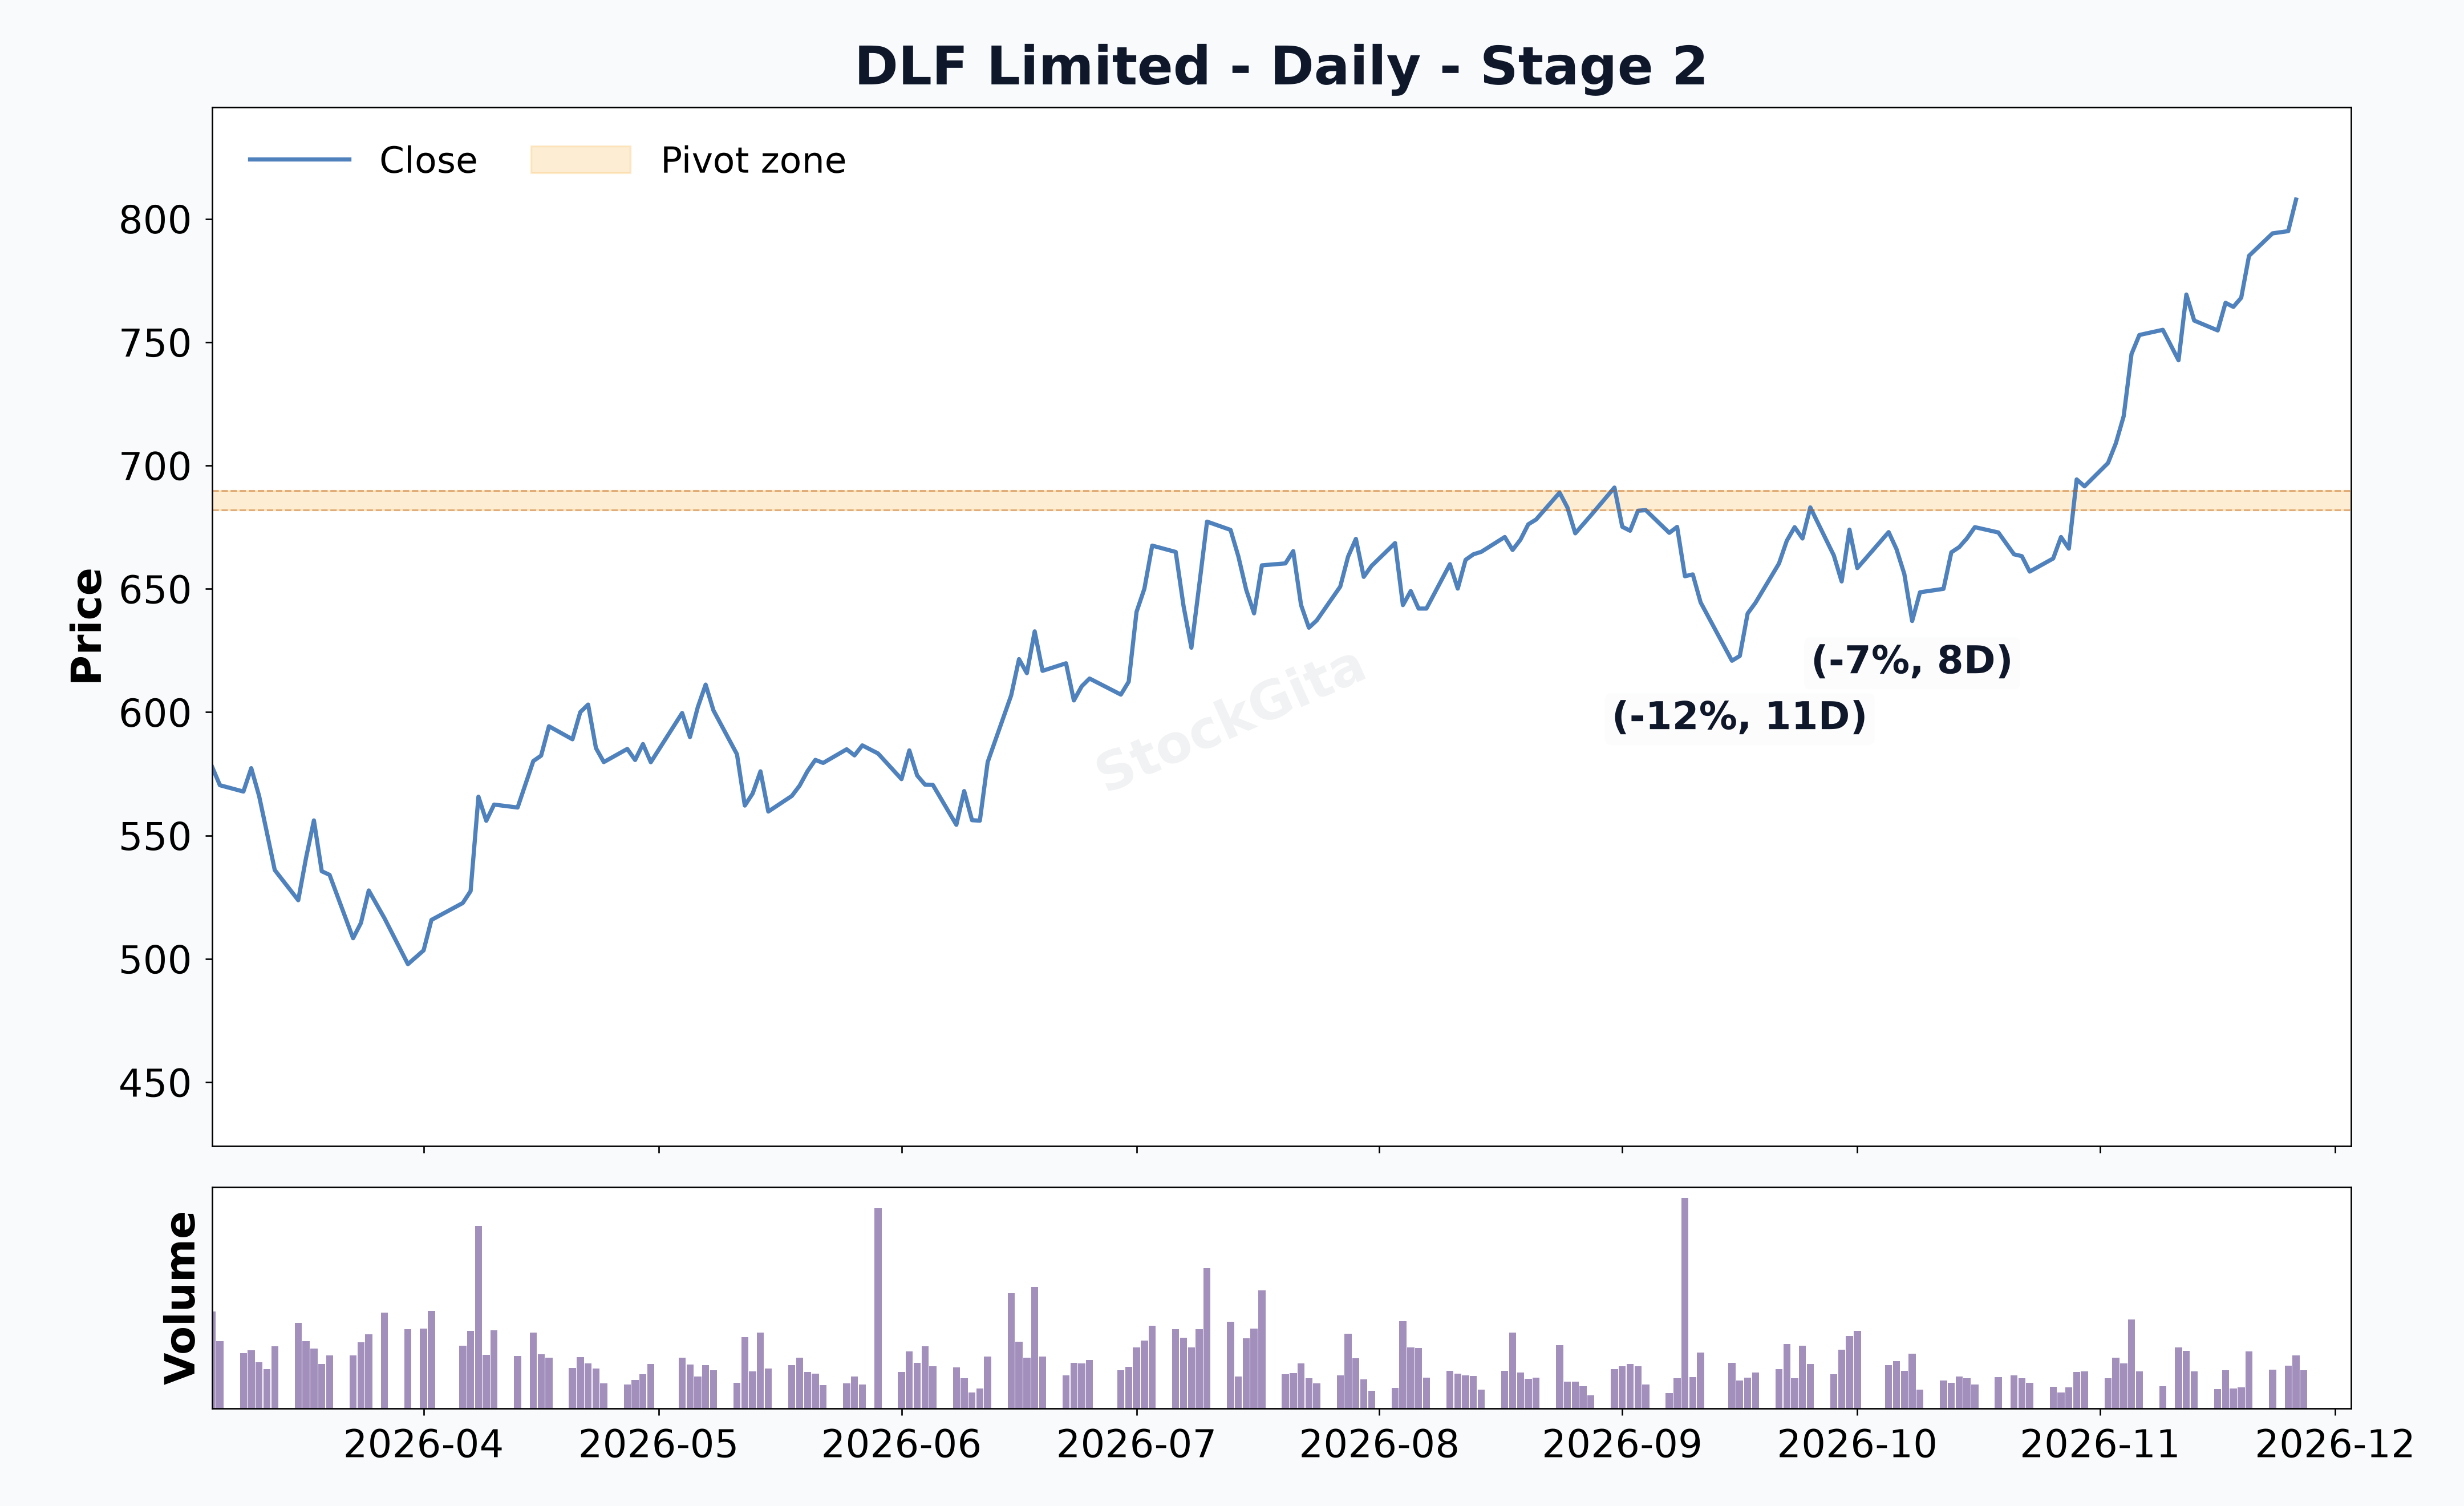 DLF Limited - Daily - Stage 2
Close
Pivot zone
800
750
700
650
600
550
500
450
Price
(-7%, 8D)
(-12%, 11D)
StockGita
Volume
2026-04
2026-05
2026-06
2026-07
2026-08
2026-09
2026-10
2026-11
2026-12